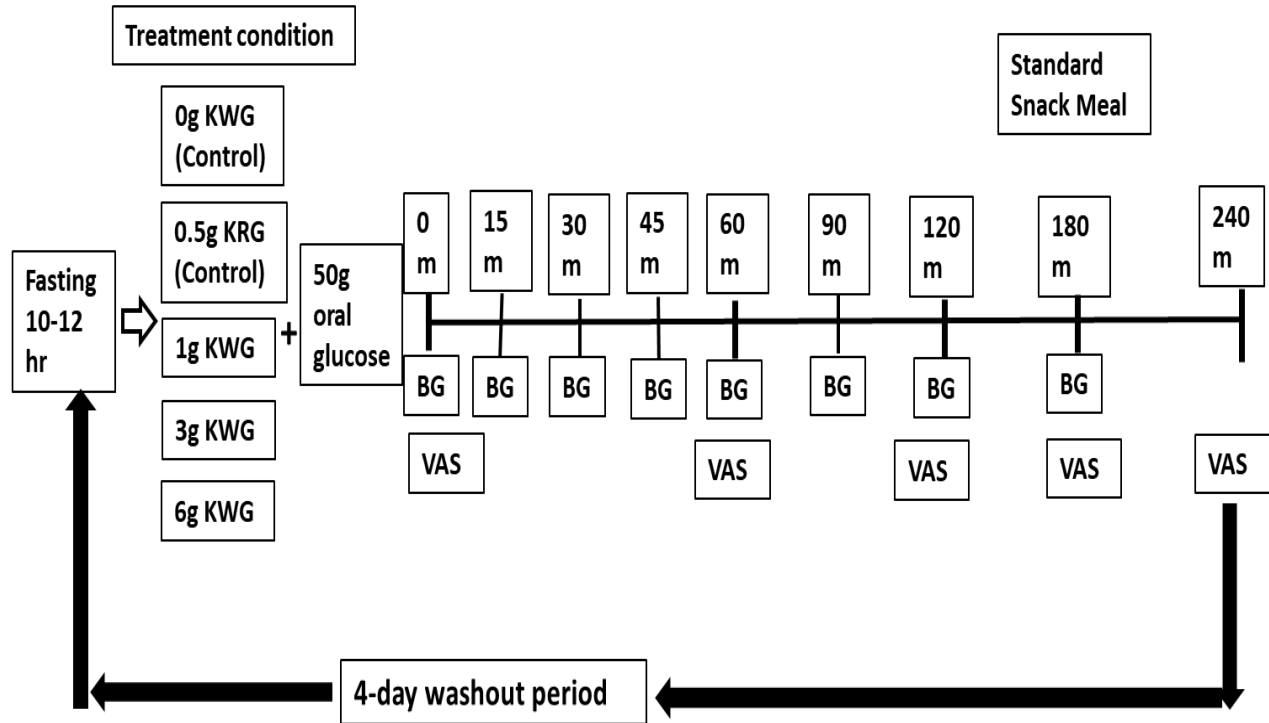 Treatment condition
Standard
Snack Meal
0g KWG
(Control)
0.5g KRG
(Control)
1g KWG
3g KWG
6g KWG
Fasting
10-12
hr
+
50g
oral
glucose
0
m
15
m
30
m
45
m
60
m
90
m
120
m
180
m
240
m
BG
BG
BG
BG
BG
BG
BG
BG
VAS
VAS
VAS
VAS
VAS
4-day washout period